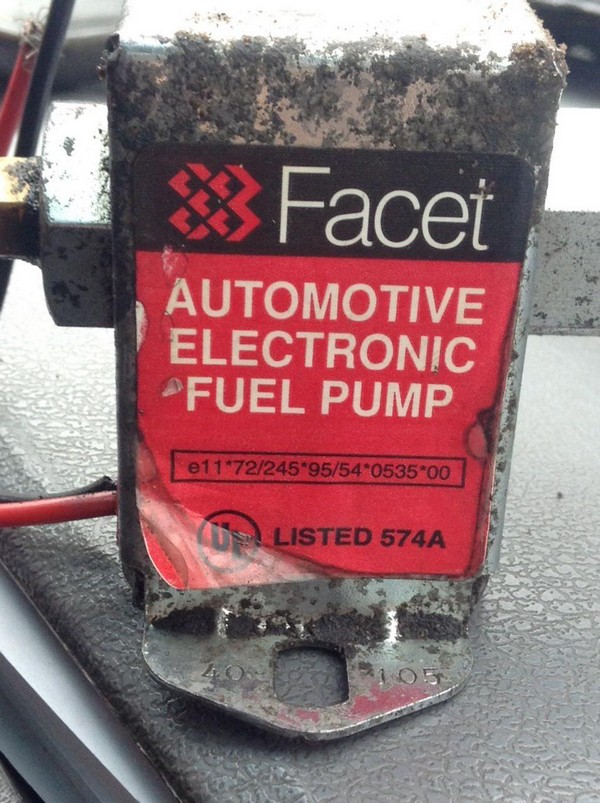 Facet
AUTOMOTIVE
ELECTRONIC
FUEL PUMP
e11*72/245*95/54*0535*00
UL LISTED 574A
40 105